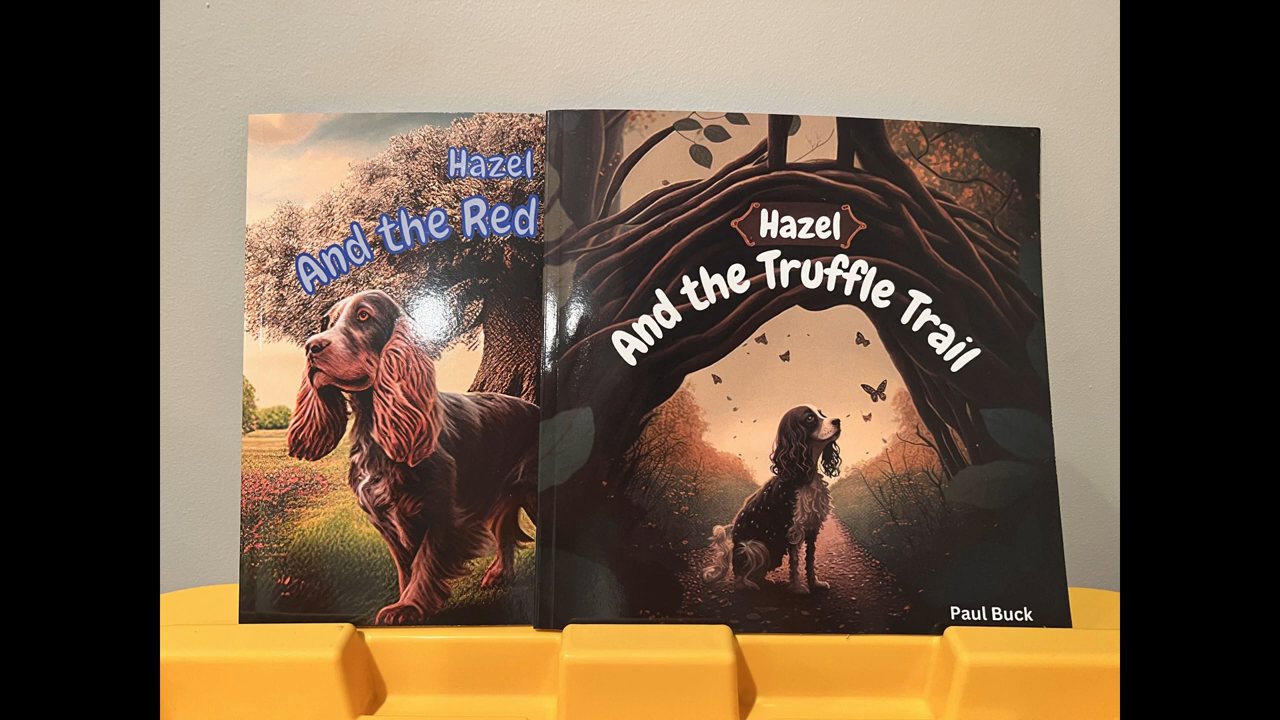 Hazel
And the Red
Hazel
And the Truffle Trail
Paul Buck